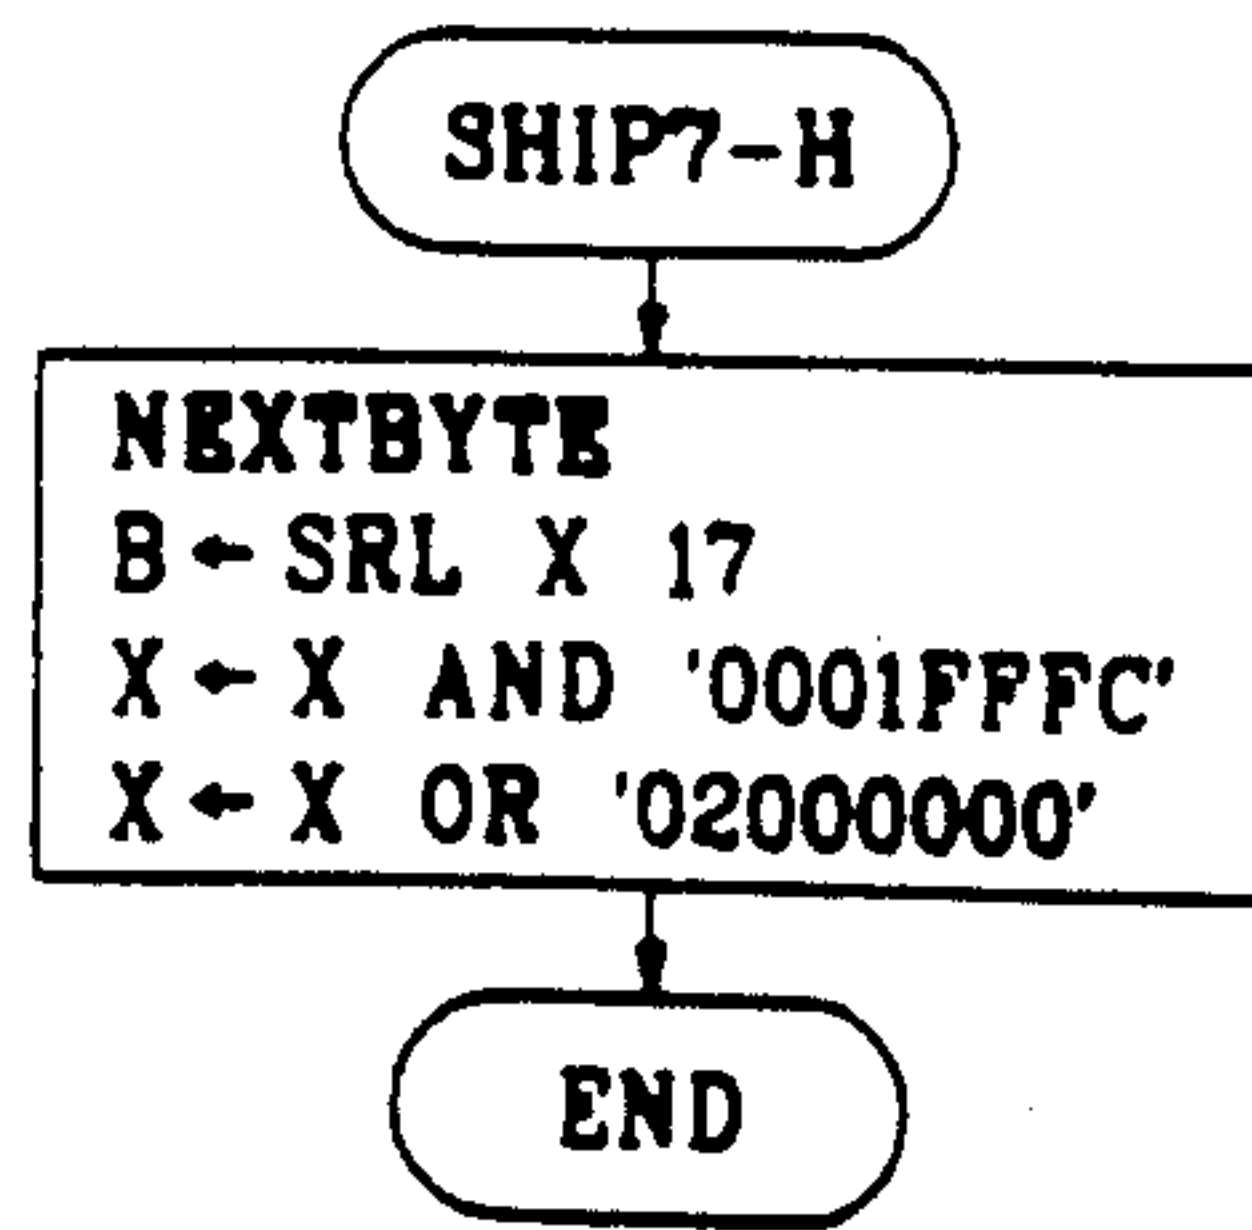 SHIP7-H
NEXTBYTE
B ← SRL X 17
X ← X AND '0001FFFC'
X ← X OR '02000000'
END